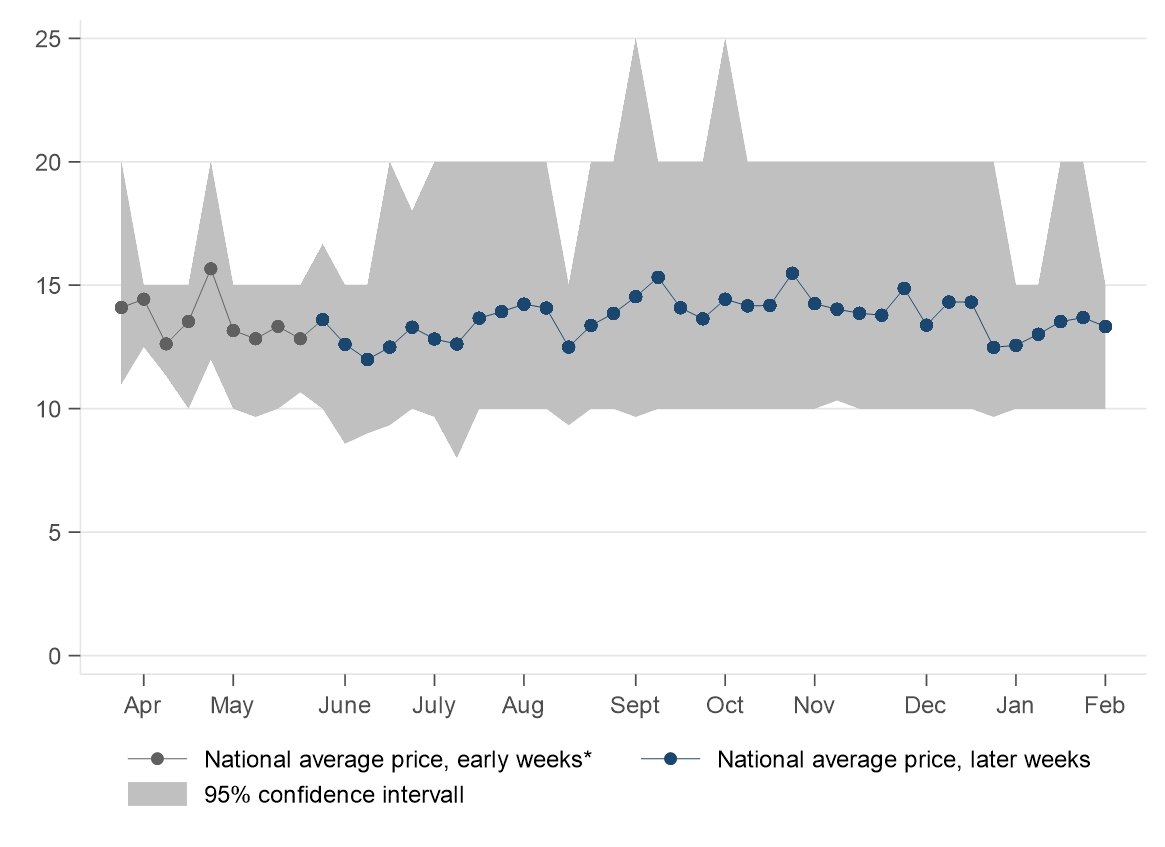 25
20
15
10
5
0
Apr May June July Aug Sept Oct Nov Dec Jan Feb
National average price, early weeks* National average price, later weeks
95% confidence intervall